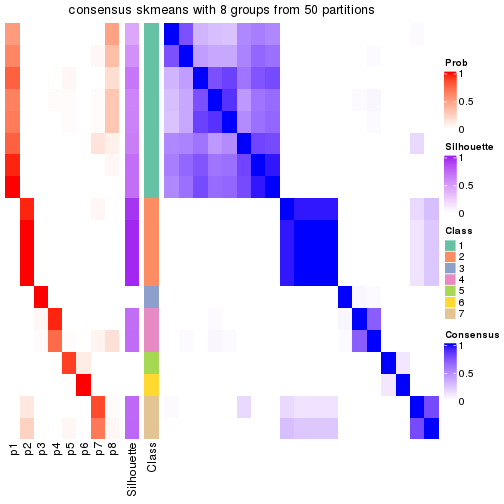 consensus skmeans with 8 groups from 50 partitions
Prob
1
0.5
0
Silhouette
1
0.5
0
Class
1
2
3
4
5
6
7
Consensus
1
0.5
0
p1
p2
p3
p4
p5
p6
p7
p8
Silhouette
Class